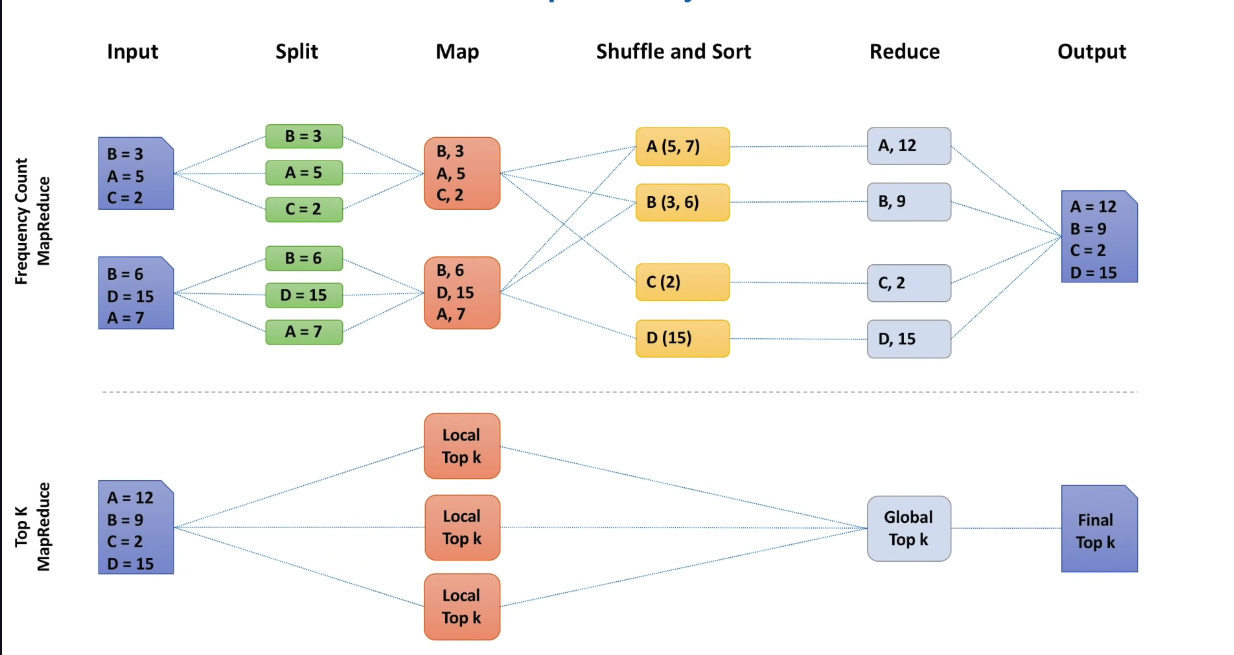 Input
Split
Map
Shuffle and Sort
Reduce
Output
Frequency Count
MapReduce
B = 3
A = 5
C = 2
B = 6
D = 15
A = 7
B = 3
A = 5
C = 2
B = 6
D = 15
A = 7
B, 3
A, 5
C, 2
B, 6
D, 15
A, 7
A (5, 7)
B (3, 6)
C (2)
D (15)
A, 12
B, 9
C, 2
D, 15
A = 12
B = 9
C = 2
D = 15
Top K
MapReduce
A = 12
B = 9
C = 2
D = 15
Local
Top k
Local
Top k
Local
Top k
Global
Top k
Final
Top k